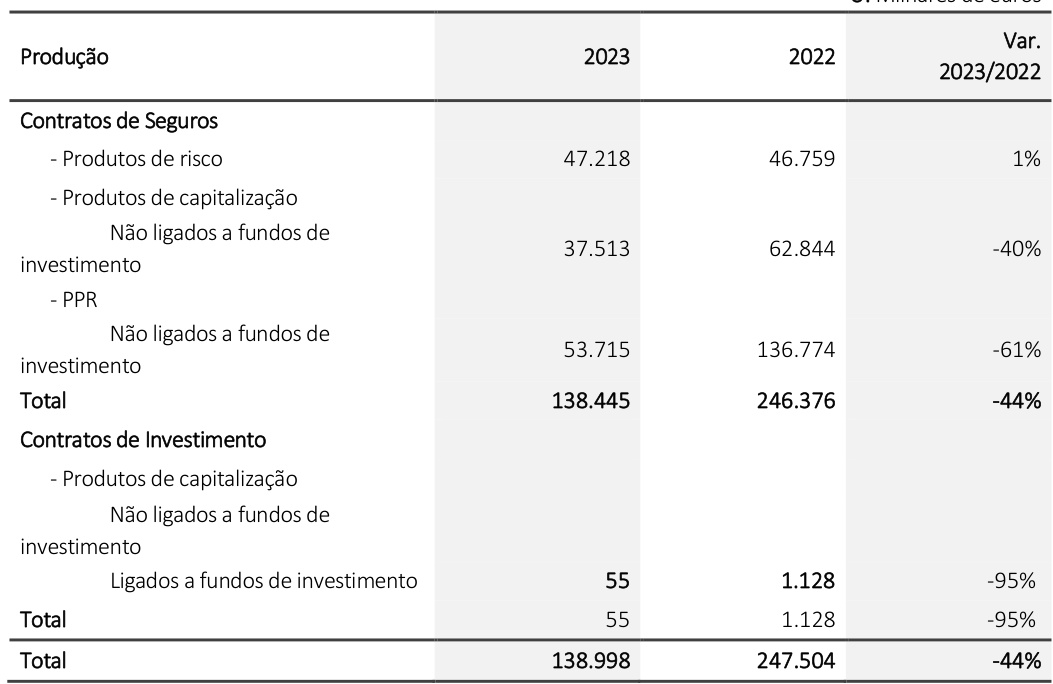 Milhares de euros
Produção 2023 2022 Var. 2023/2022
Contratos de Seguros
- Produtos de risco 47.218 46.759 1%
- Produtos de capitalização
Não ligados a fundos de
investimento 37.513 62.844 -40%
- PPR
Não ligados a fundos de
investimento 53.715 136.774 -61%
Total 138.445 246.376 -44%
Contratos de Investimento
- Produtos de capitalização
Não ligados a fundos de
investimento
Ligados a fundos de investimento 55 1.128 -95%
Total 55 1.128 -95%
Total 138.998 247.504 -44%